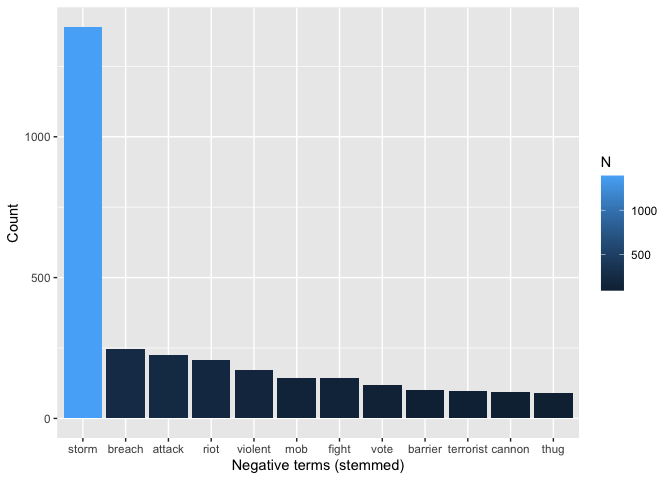 Count
1000
500
0
storm breach attack riot violent mob fight vote barrier terrorist cannon thug
Negative terms (stemmed)
N
1000
500